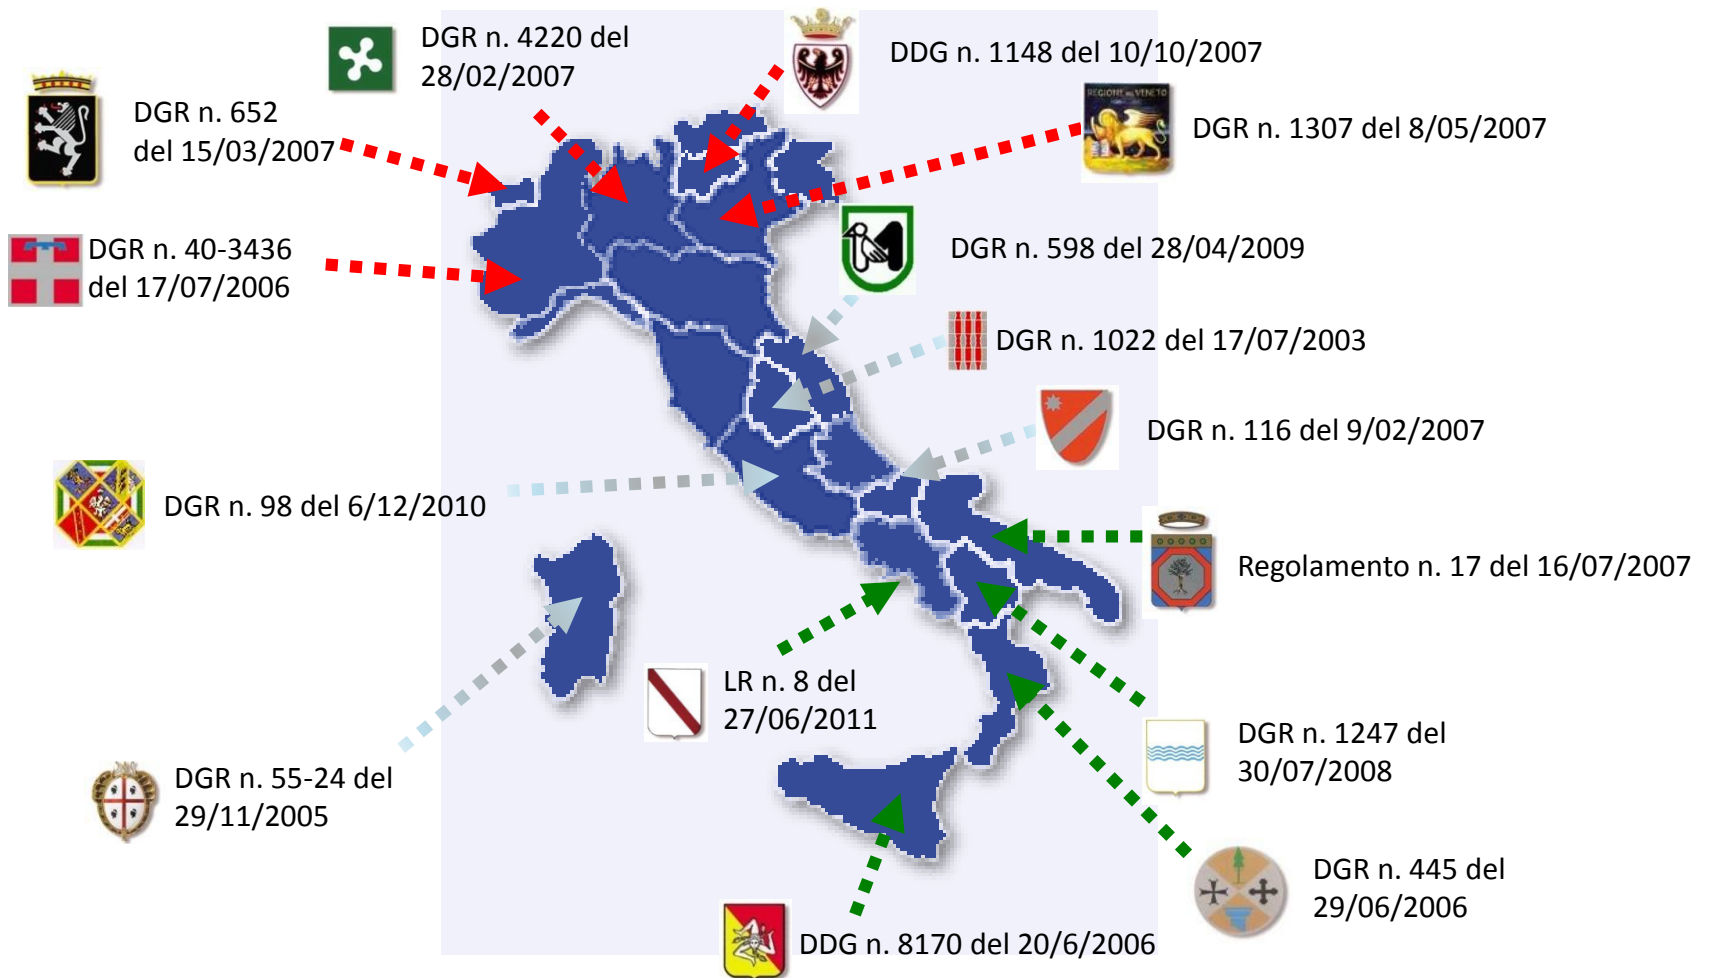 DGR n. 4220 del
28/02/2007
DDG n. 1148 del 10/10/2007
DGR n. 652
del 15/03/2007
REGIONE DEL VENETO
DGR n. 1307 del 8/05/2007
DGR n. 40-3436
del 17/07/2006
DGR n. 598 del 28/04/2009
DGR n. 1022 del 17/07/2003
DGR n. 116 del 9/02/2007
DGR n. 98 del 6/12/2010
Regolamento n. 17 del 16/07/2007
LR n. 8 del
27/06/2011
DGR n. 1247 del
30/07/2008
DGR n. 55-24 del
29/11/2005
DGR n. 445 del
29/06/2006
DDG n. 8170 del 20/6/2006